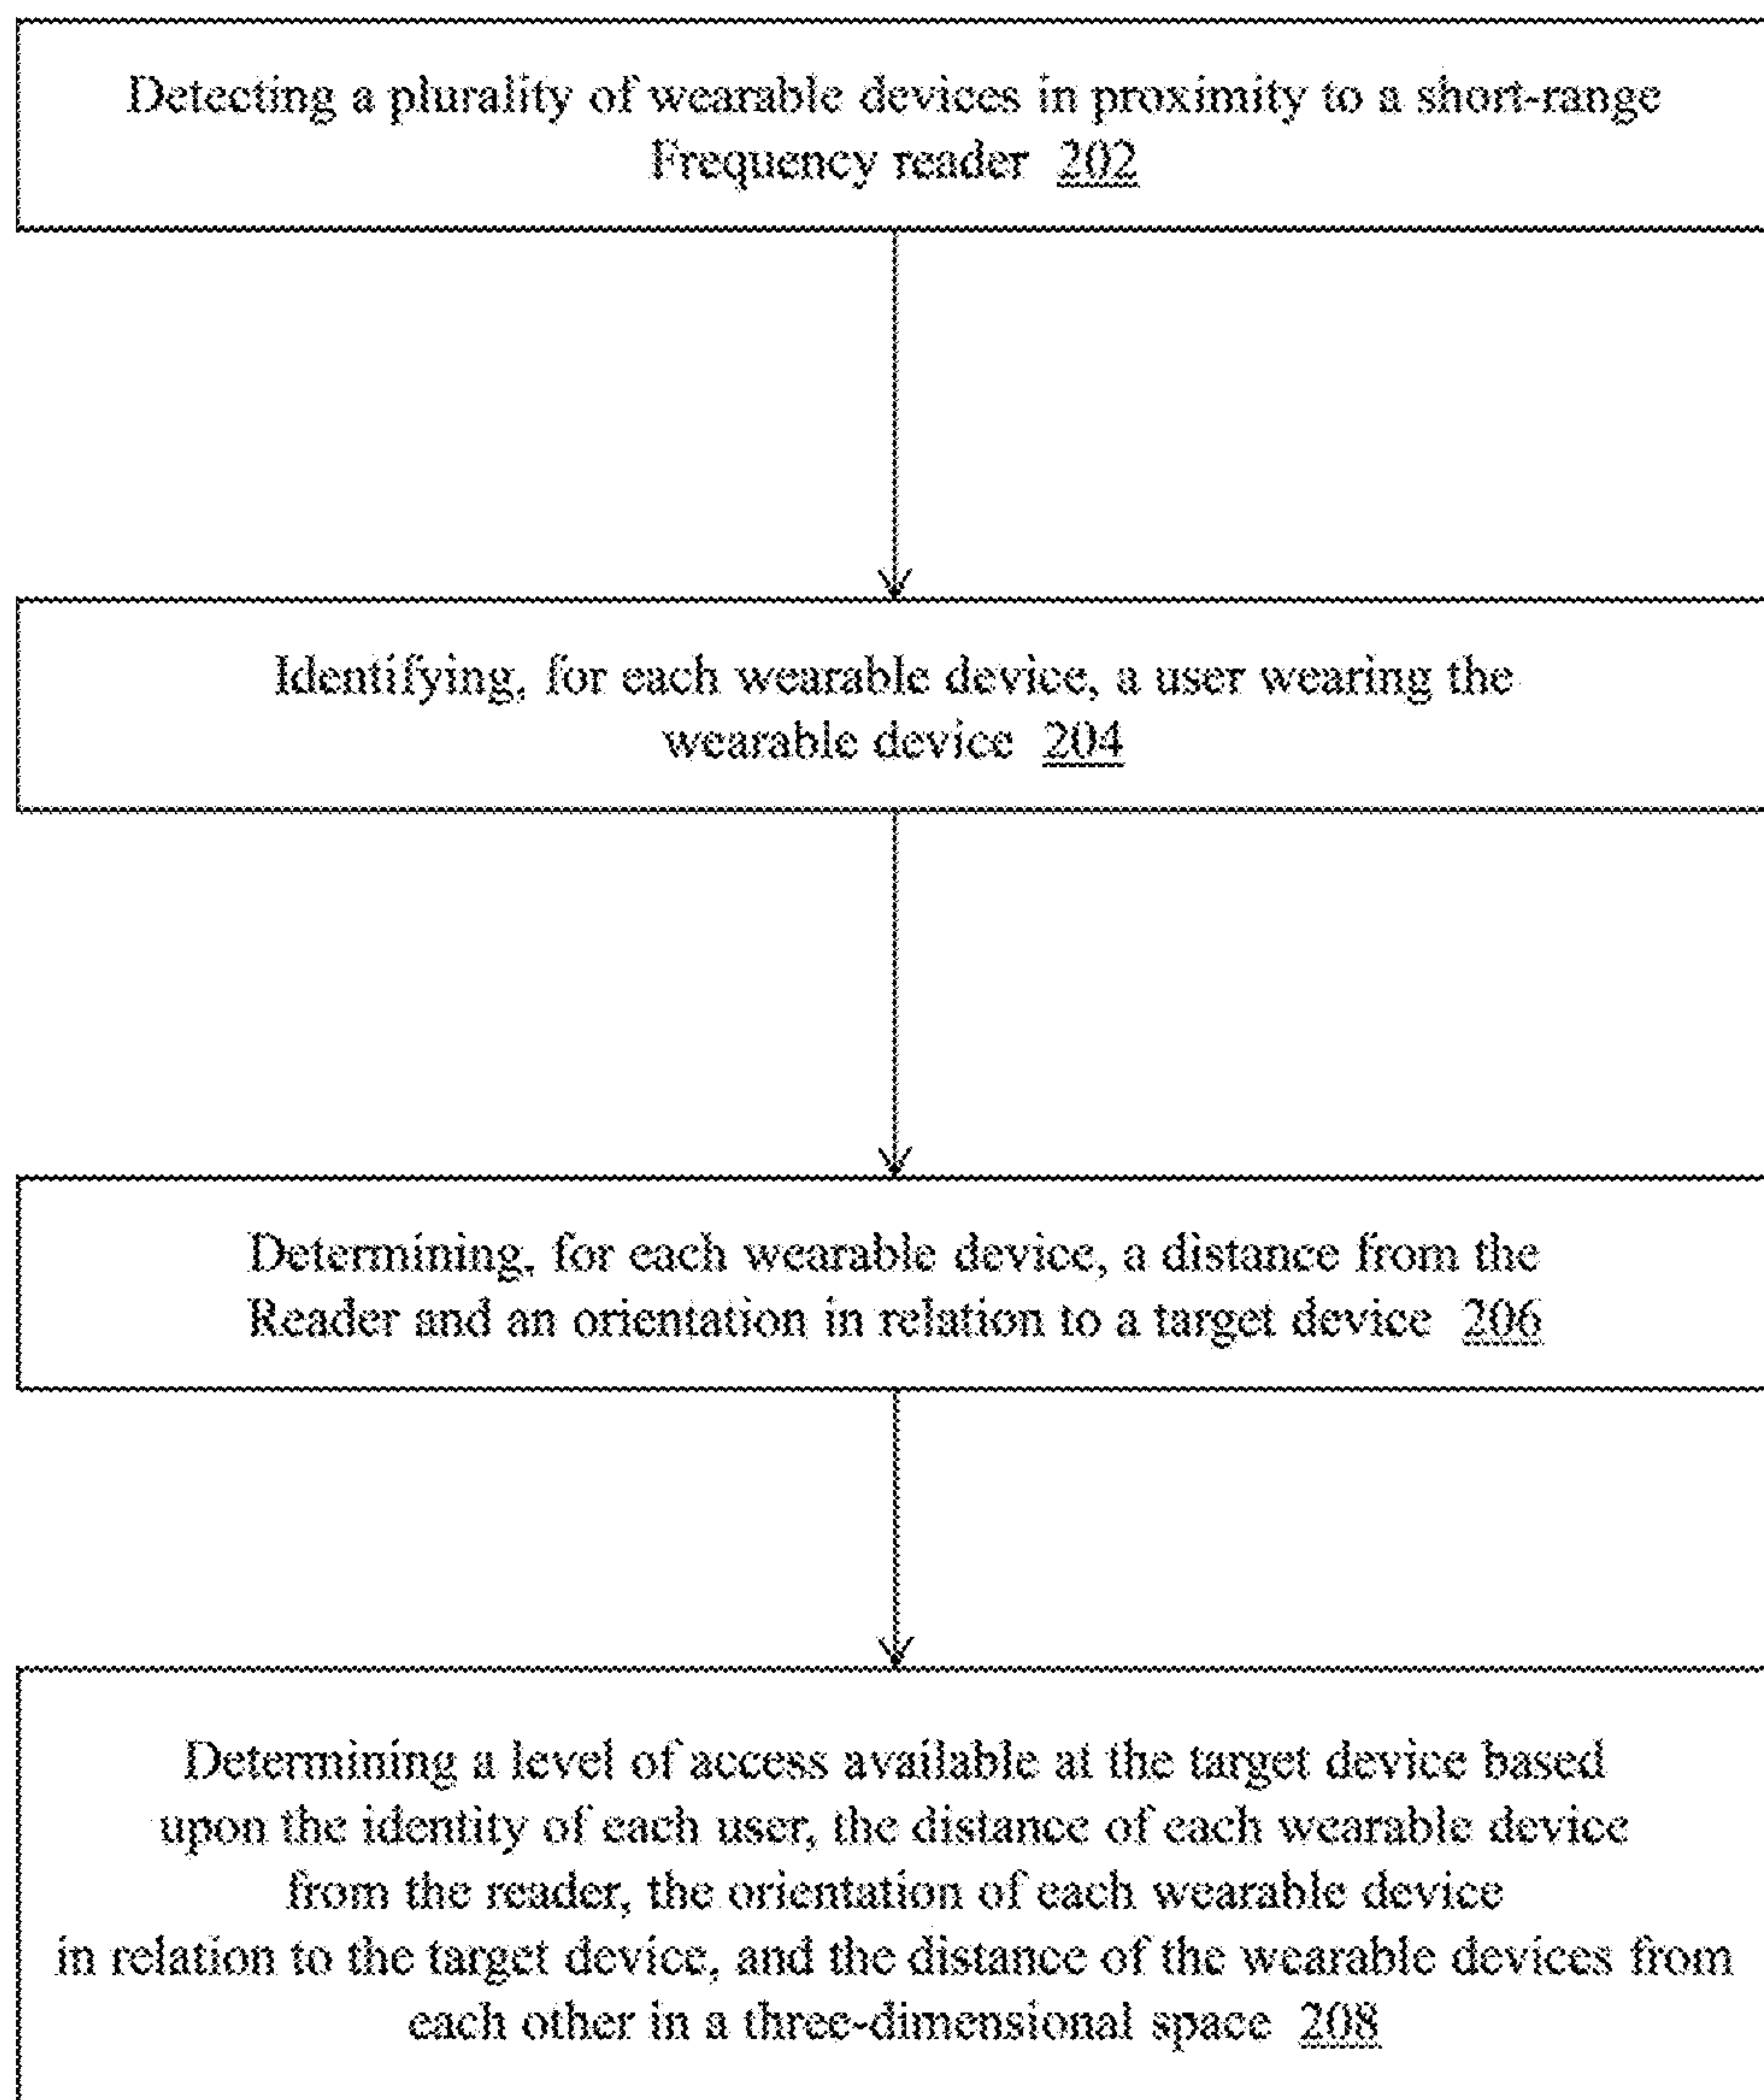 Detecting a plurality of wearable devices in proximity to a short-range
Frequency reader 202
Identifying, for each wearable device, a user wearing the
wearable device 204
Determining, for each wearable device, a distance from the
Reader and an orientation in relation to a target device 206
Determining a level of access available at the target device based
upon the identity of each user, the distance of each wearable device
from the reader, the orientation of each wearable device
in relation to the target device, and the distance of the wearable devices from
each other in a three-dimensional space 208